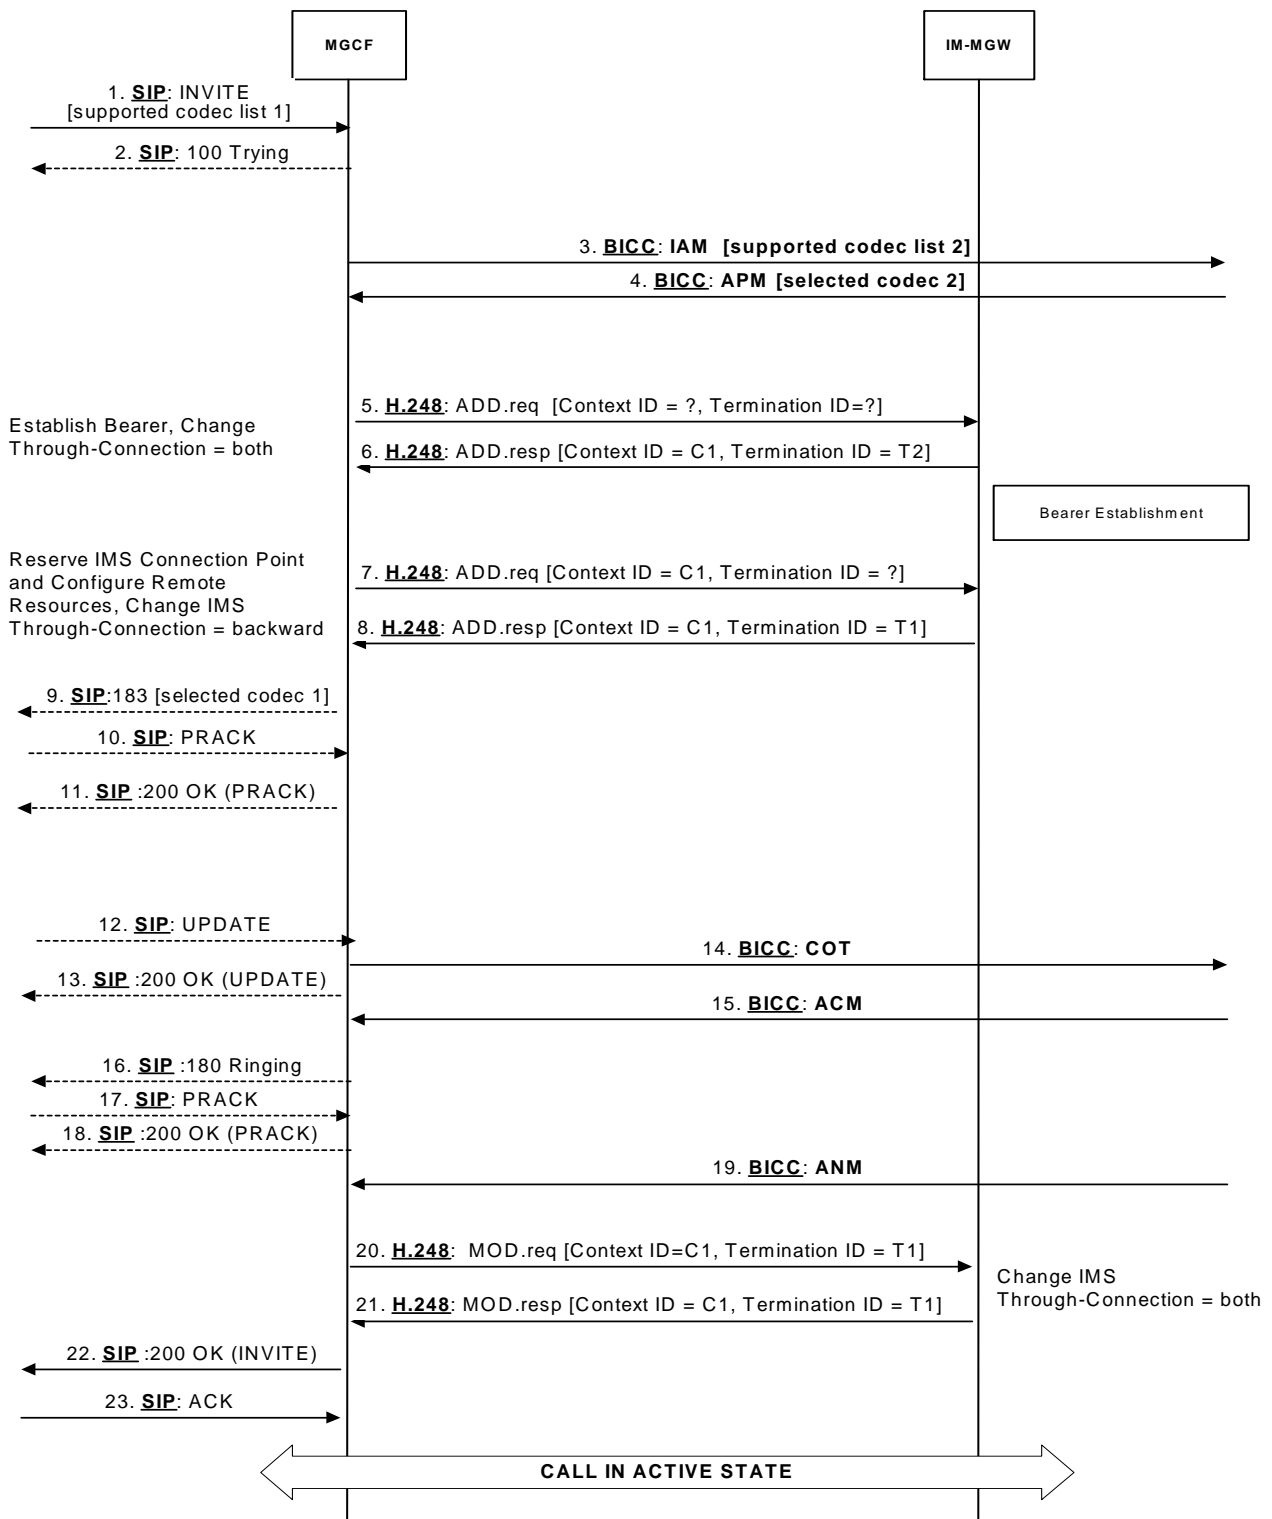 MGCF
IM-MGW
1. SIP: INVITE
[supported codec list 1]
2. SIP: 100 Trying
3. BICC: IAM [supported codec list 2]
4. BICC: APM [selected codec 2]
5. H.248: ADD.req [Context ID = ?, Termination ID=?]
Establish Bearer, Change
Through-Connection = both
6. H.248: ADD.resp [Context ID = C1, Termination ID = T2]
Bearer Establishment
Reserve IMS Connection Point
and Configure Remote
Resources, Change IMS
Through-Connection = backward
7. H.248: ADD.req [Context ID = C1, Termination ID = ?]
8. H.248: ADD.resp [Context ID = C1, Termination ID = T1]
9. SIP:183 [selected codec 1]
10. SIP: PRACK
11. SIP :200 OK (PRACK)
12. SIP: UPDATE
14. BICC: COT
13. SIP :200 OK (UPDATE)
15. BICC: ACM
16. SIP :180 Ringing
17. SIP: PRACK
18. SIP :200 OK (PRACK)
19. BICC: ANM
20. H.248: MOD.req [Context ID=C1, Termination ID = T1]
21. H.248: MOD.resp [Context ID = C1, Termination ID = T1]
Change IMS
Through-Connection = both
22. SIP :200 OK (INVITE)
23. SIP: ACK
CALL IN ACTIVE STATE